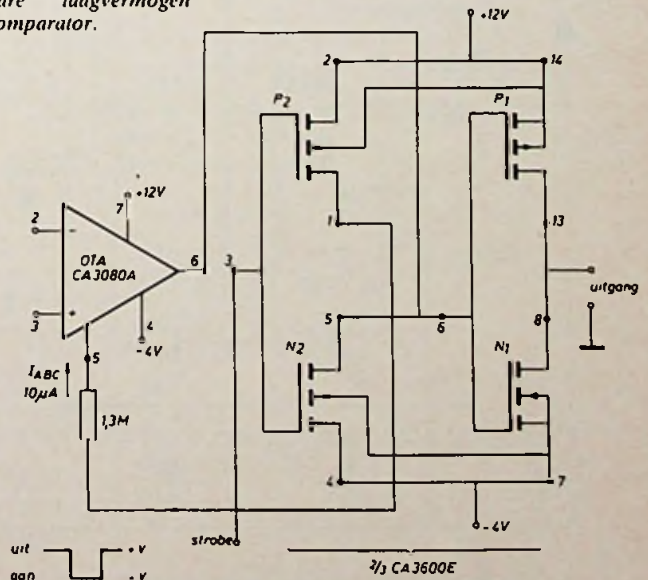 laagvermogen
comparator.
+12V
2
14
P2
P1
+12V
7
2
-
OTA
CA3080A
6
3
1
13
uitgang
3
+
4
-4V
5
6
8
5
IABC
10µA
N2
N1
1,3M
4
7
-4V
strobe
uit
+V
aan
-V
2/3 CA3600E